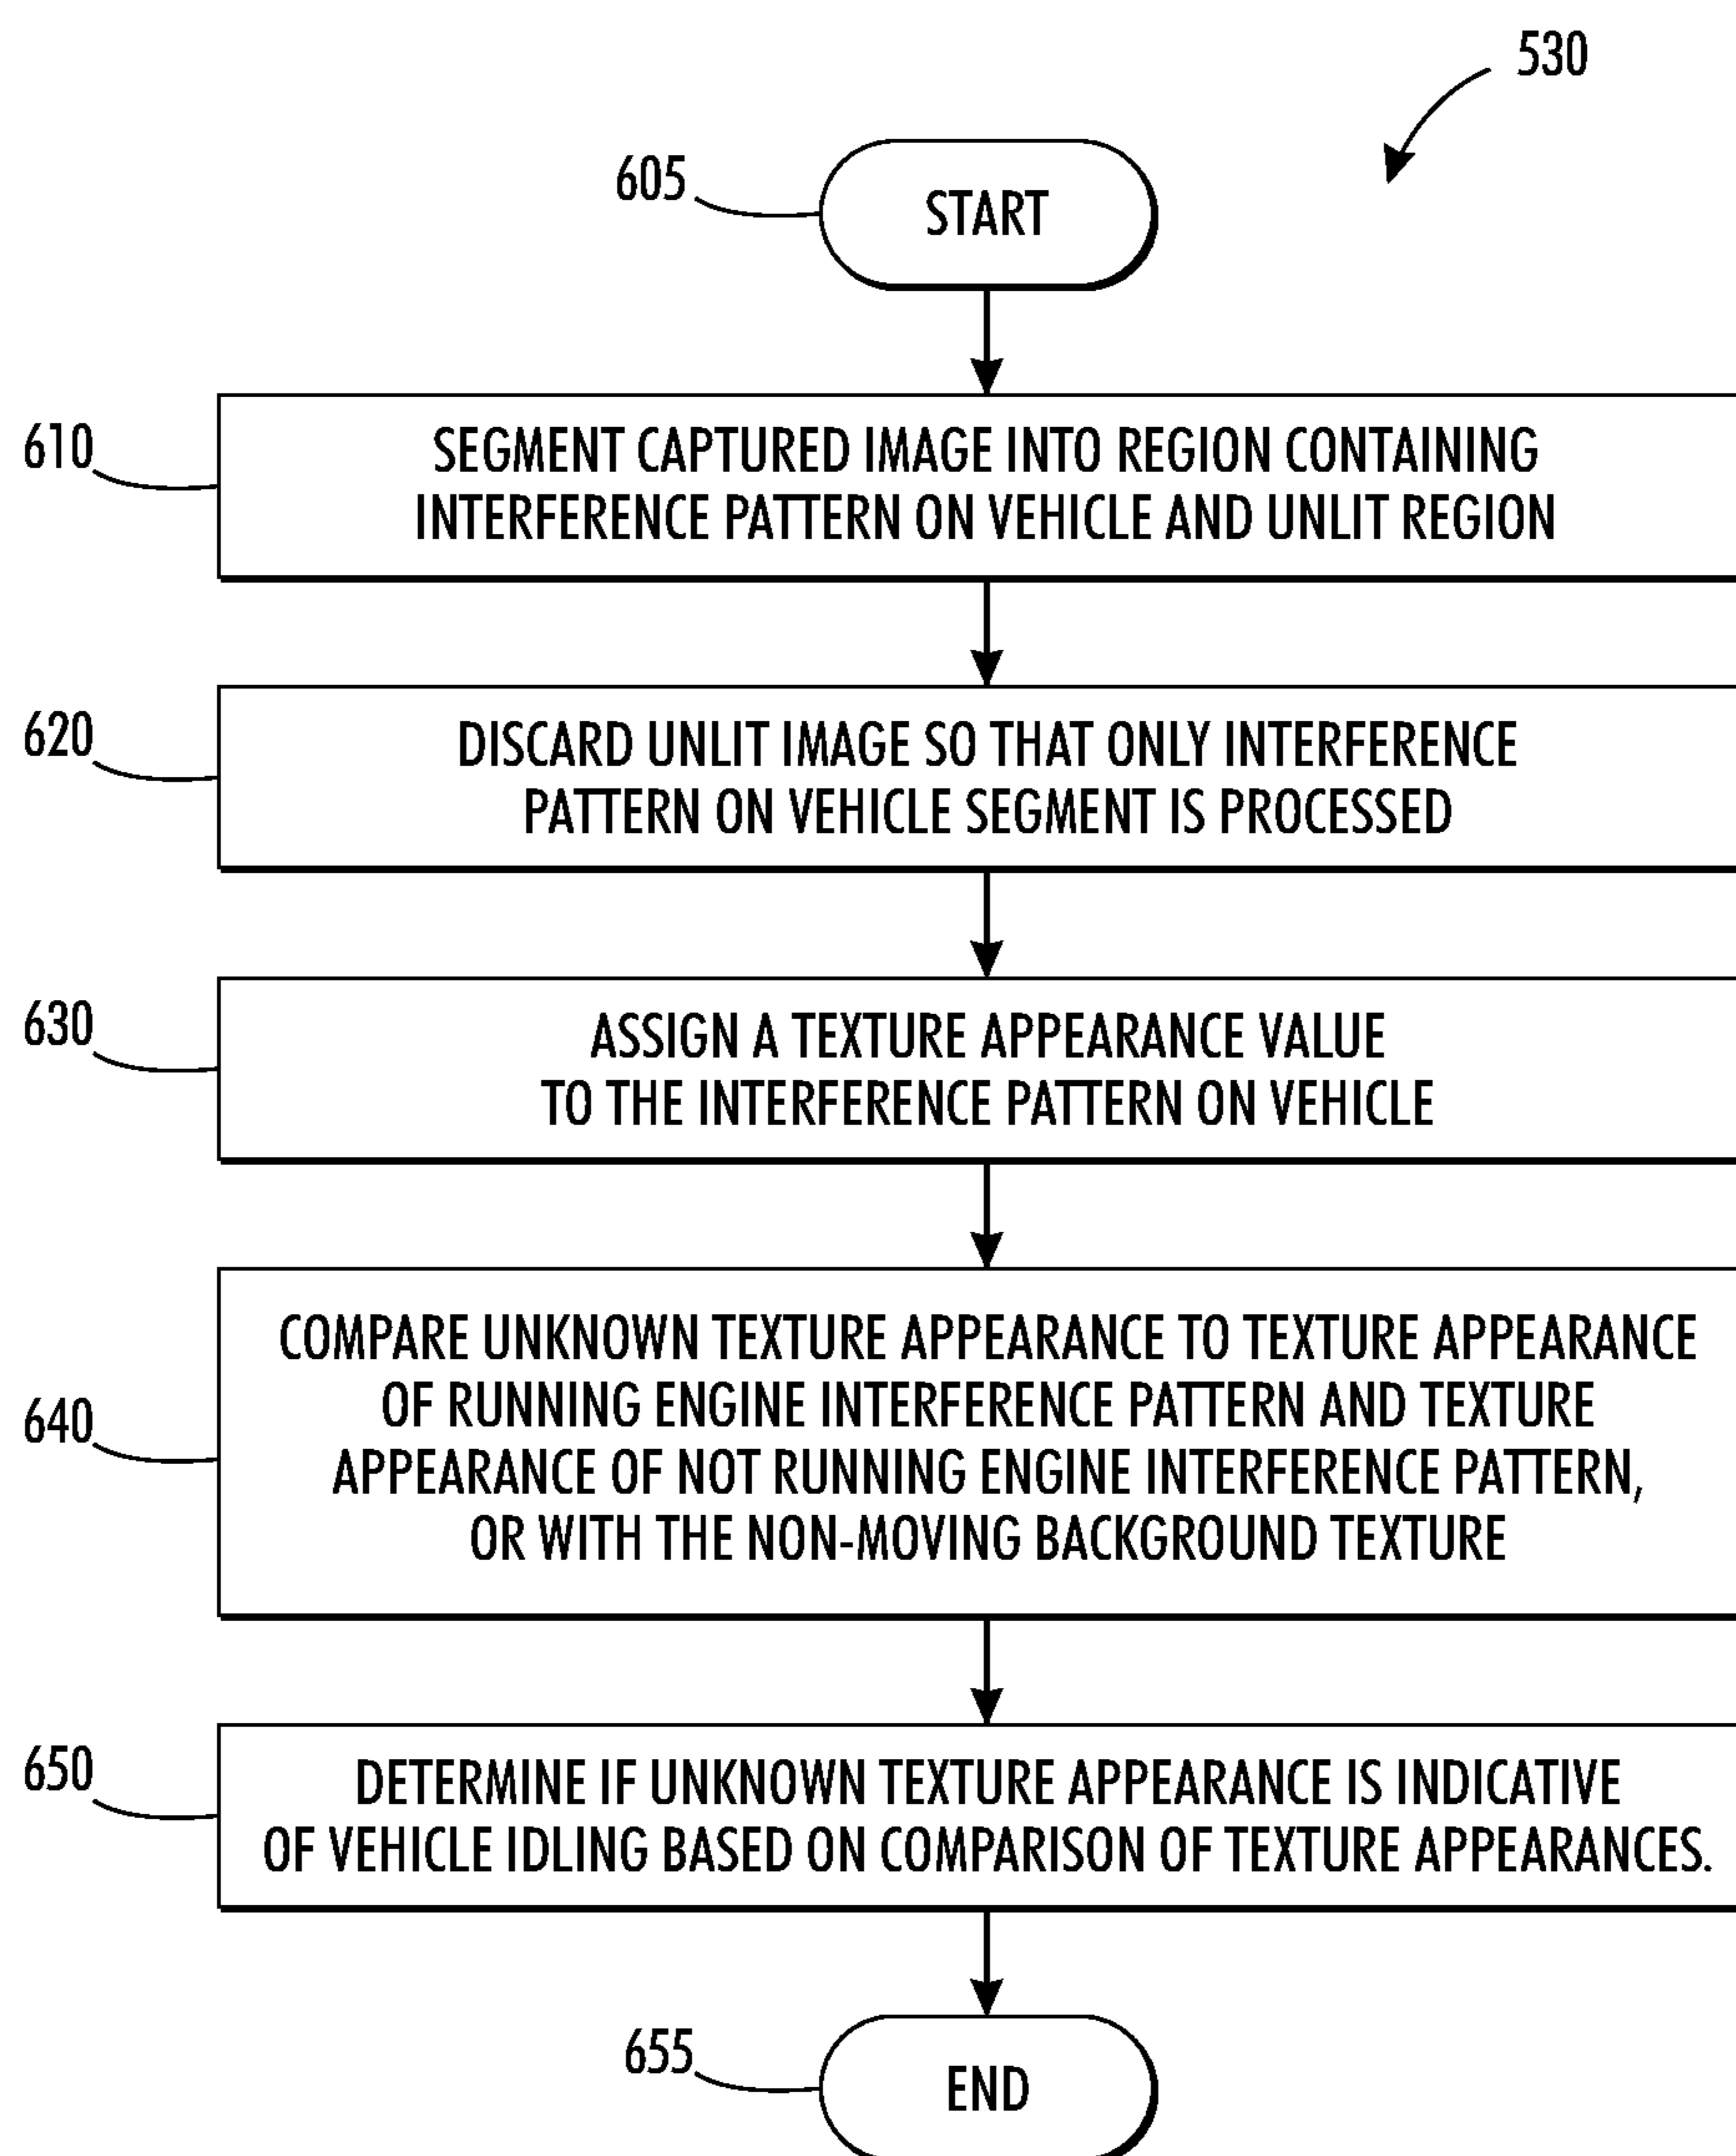 530
605
START
610
SEGMENT CAPTURED IMAGE INTO REGION CONTAINING
INTERFERENCE PATTERN ON VEHICLE AND UNLIT REGION
620
DISCARD UNLIT IMAGE SO THAT ONLY INTERFERENCE
PATTERN ON VEHICLE SEGMENT IS PROCESSED
630
ASSIGN A TEXTURE APPEARANCE VALUE
TO THE INTERFERENCE PATTERN ON VEHICLE
640
COMPARE UNKNOWN TEXTURE APPEARANCE TO TEXTURE APPEARANCE
OF RUNNING ENGINE INTERFERENCE PATTERN AND TEXTURE
APPEARANCE OF NOT RUNNING ENGINE INTERFERENCE PATTERN,
OR WITH THE NON-MOVING BACKGROUND TEXTURE
650
DETERMINE IF UNKNOWN TEXTURE APPEARANCE IS INDICATIVE
OF VEHICLE IDLING BASED ON COMPARISON OF TEXTURE APPEARANCES.
655
END